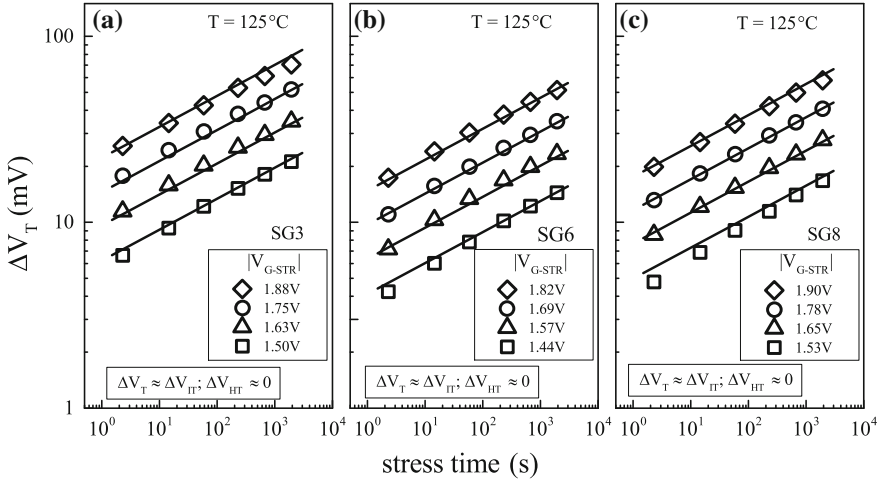 (a) T = 125°C
(b) T = 125°C
(c) T = 125°C
100
10
1
ΔV_T (mV)
SG3
|V_G-STR|
1.88V
1.75V
1.63V
1.50V
ΔV_T ≈ ΔV_IT; ΔV_HT ≈ 0
SG6
|V_G-STR|
1.82V
1.69V
1.57V
1.44V
ΔV_T ≈ ΔV_IT; ΔV_HT ≈ 0
SG8
|V_G-STR|
1.90V
1.78V
1.65V
1.53V
ΔV_T ≈ ΔV_IT; ΔV_HT ≈ 0
10^0 10^1 10^2 10^3 10^4
10^0 10^1 10^2 10^3 10^4
10^0 10^1 10^2 10^3 10^4
stress time (s)